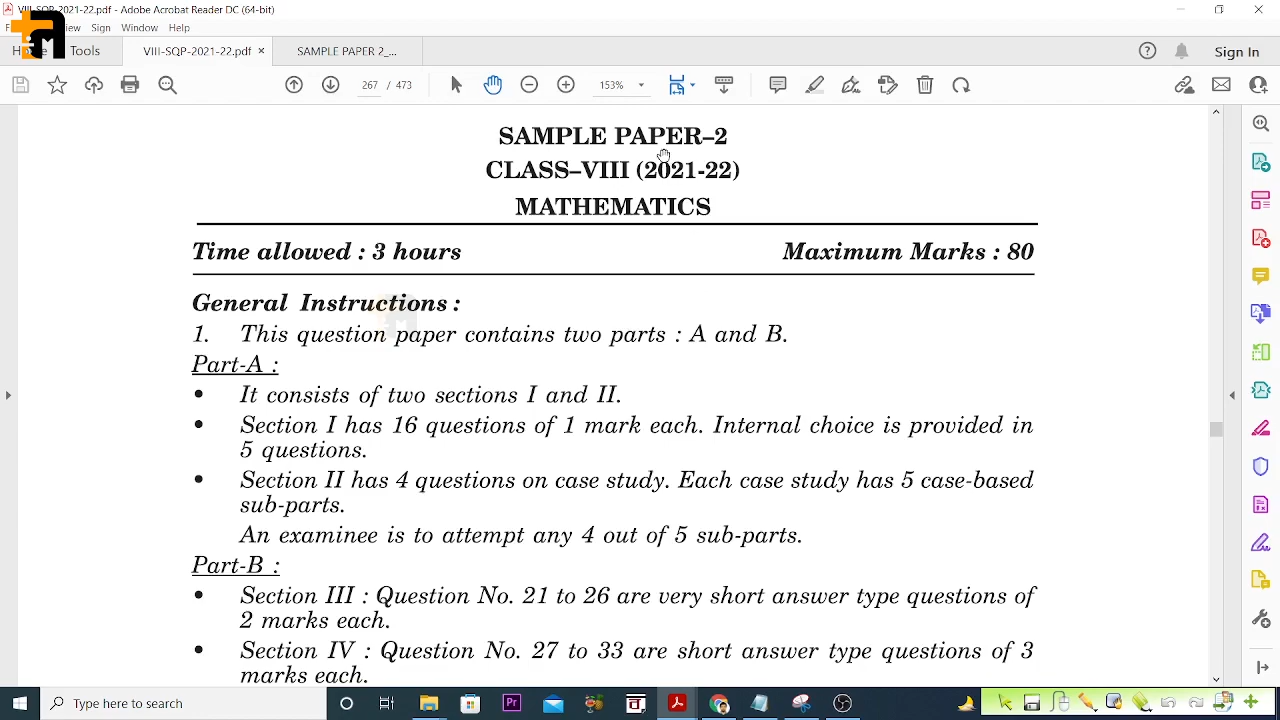 VIII-SQP-2021-22.pdf - Adobe Acrobat Reader DC (64-bit)
View Sign Window Help
Tools VIII-SQP-2021-22.pdf × SAMPLE PAPER 2_... Sign In
267 / 473 153%
SAMPLE PAPER–2
CLASS–VIII (2021-22)
MATHEMATICS
Time allowed : 3 hours Maximum Marks : 80
General Instructions :
1. This question paper contains two parts : A and B.
Part-A :
• It consists of two sections I and II.
• Section I has 16 questions of 1 mark each. Internal choice is provided in
5 questions.
• Section II has 4 questions on case study. Each case study has 5 case-based
sub-parts.
An examinee is to attempt any 4 out of 5 sub-parts.
Part-B :
• Section III : Question No. 21 to 26 are very short answer type questions of
2 marks each.
• Section IV : Question No. 27 to 33 are short answer type questions of 3
marks each.
Type here to search